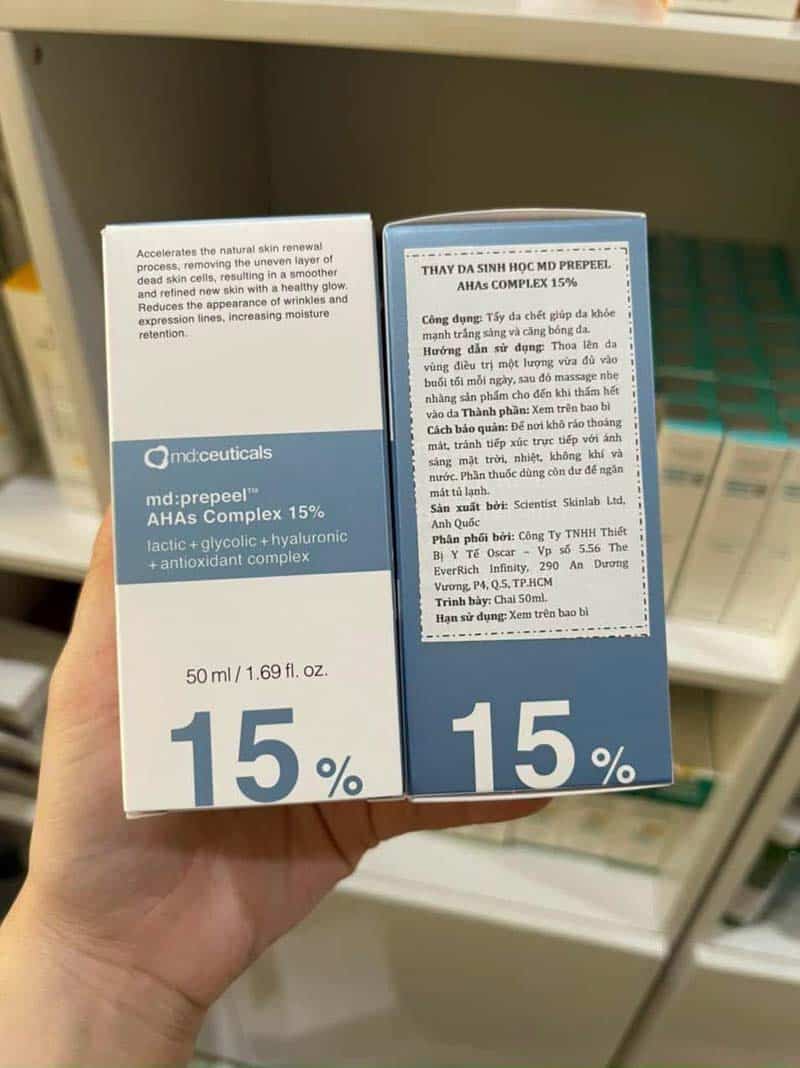 Accelerates the natural skin renewal
process, removing the uneven layer of
dead skin cells, resulting in a smoother
and refined new skin with a healthy glow.
Reduces the appearance of wrinkles and
expression lines, increasing moisture
retention.
md:ceuticals
md:prepeel™
AHAs Complex 15%
lactic + glycolic + hyaluronic
+ antioxidant complex
50 ml / 1.69 fl. oz.
15 %
THAY DA SINH HỌC MD PREPEEL
AHAs COMPLEX 15%
Công dụng: Tẩy da chết giúp da khỏe
mạnh trắng sáng và căng bóng da.
Hướng dẫn sử dụng: Thoa lên da
vùng điều trị một lượng vừa đủ vào
buổi tối mỗi ngày, sau đó massage nhẹ
nhàng sản phẩm cho đến khi thấm hết
vào da Thành phần: Xem trên bao bì
Cách bảo quản: Để nơi khô ráo thoáng
mát, tránh tiếp xúc trực tiếp với ánh
sáng mặt trời, nhiệt, không khí và
nước. Phần thuốc dùng còn dư để ngăn
mát tủ lạnh.
Sản xuất bởi: Scientist Skinlab Ltd,
Anh Quốc
Phân phối bởi: Công Ty TNHH Thiết
Bị Y Tế Oscar – Vp số 5.56 The
EverRich Infinity, 290 An Dương
Vương, P4, Q.5, TP.HCM
Trình bày: Chai 50ml.
Hạn sử dụng: Xem trên bao bì
15 %